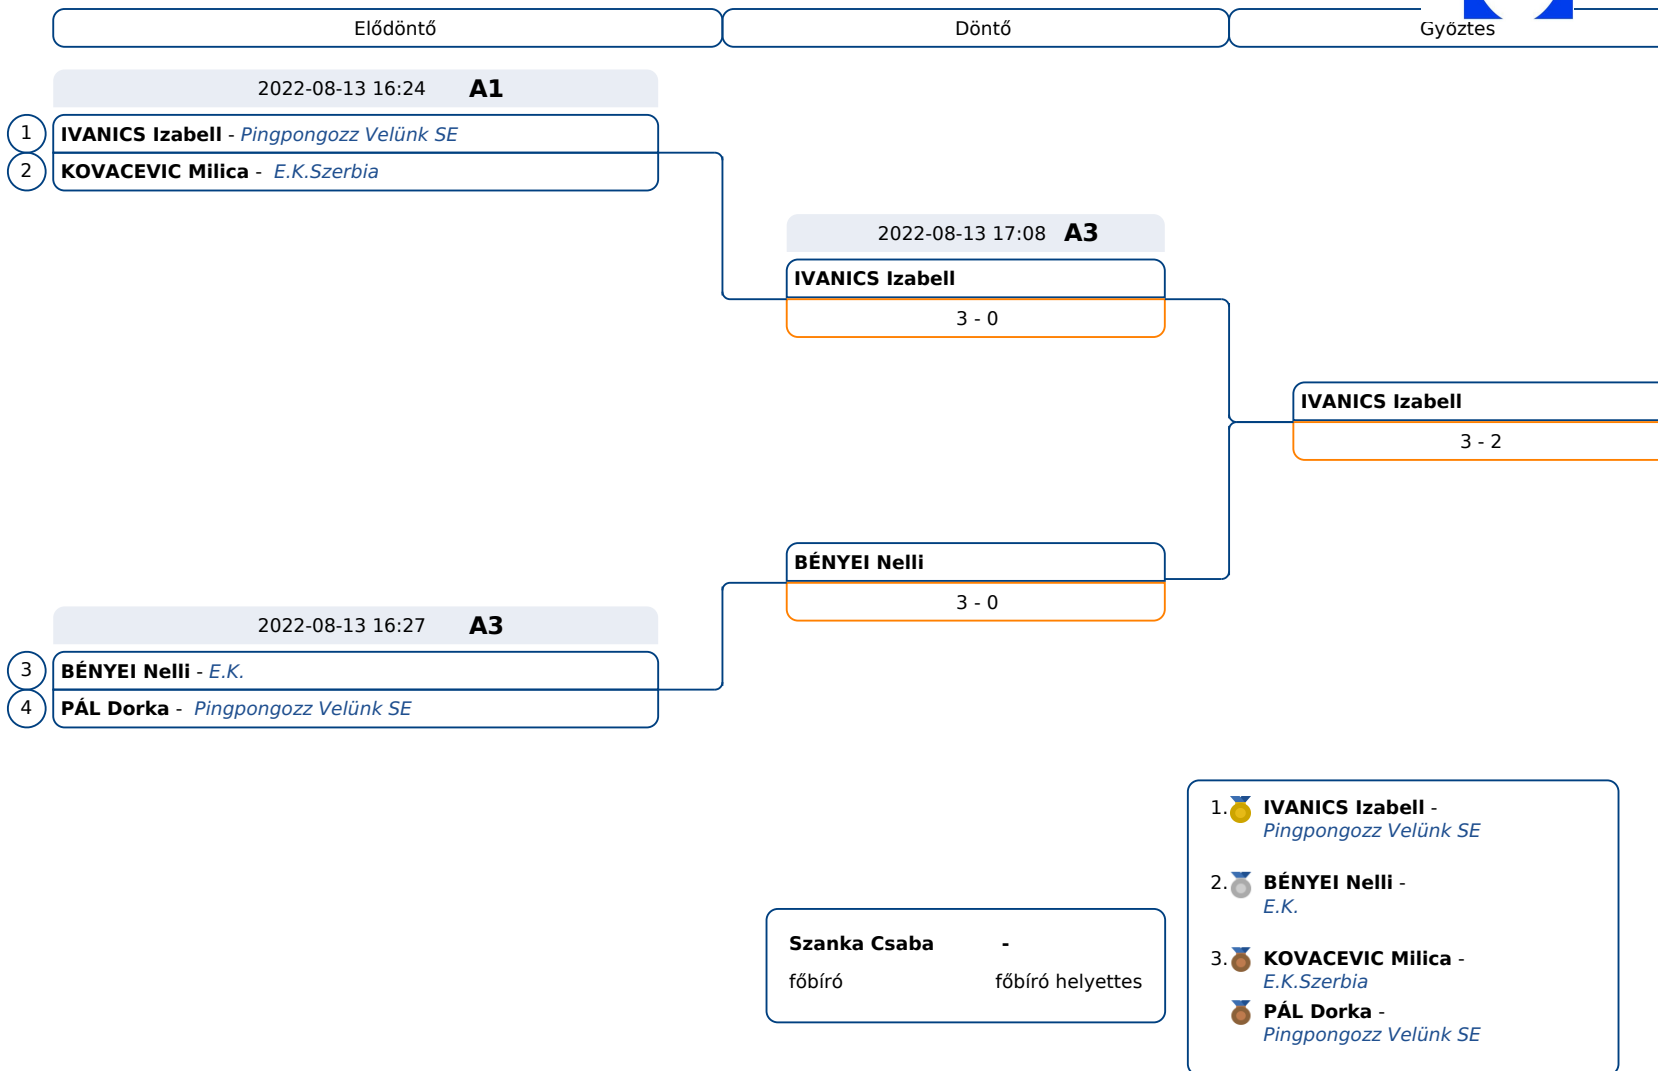 Elődöntő
Döntő
Győztes
2022-08-13 16:24 A1
1 IVANICS Izabell - Pingpongozz Velünk SE
2 KOVACEVIC Milica - E.K.Szerbia
2022-08-13 17:08 A3
IVANICS Izabell
3 - 0
IVANICS Izabell
3 - 2
BÉNYEI Nelli
3 - 0
2022-08-13 16:27 A3
3 BÉNYEI Nelli - E.K.
4 PÁL Dorka - Pingpongozz Velünk SE
Szanka Csaba -
főbíró főbíró helyettes
1. IVANICS Izabell -
Pingpongozz Velünk SE
2. BÉNYEI Nelli -
E.K.
3. KOVACEVIC Milica -
E.K.Szerbia
PÁL Dorka -
Pingpongozz Velünk SE